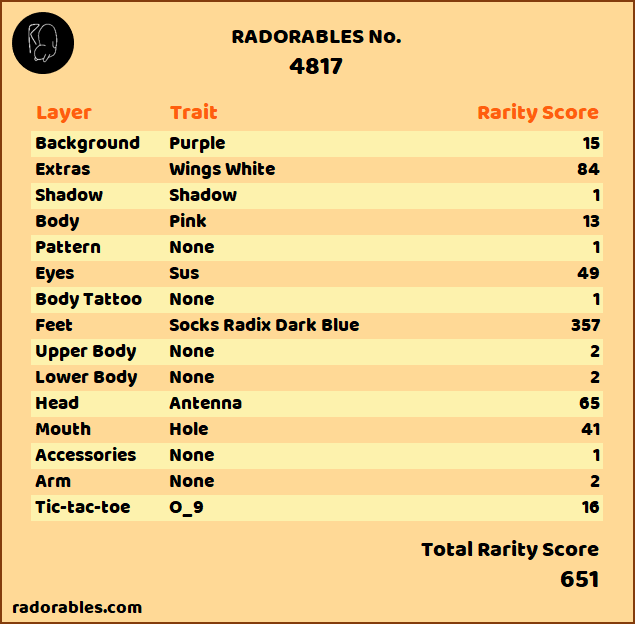 RADORABLES No.
4817
Layer Trait Rarity Score
Background Purple 15
Extras Wings White 84
Shadow Shadow 1
Body Pink 13
Pattern None 1
Eyes Sus 49
Body Tattoo None 1
Feet Socks Radix Dark Blue 357
Upper Body None 2
Lower Body None 2
Head Antenna 65
Mouth Hole 41
Accessories None 1
Arm None 2
Tic-tac-toe O_9 16
Total Rarity Score
651
radorables.com